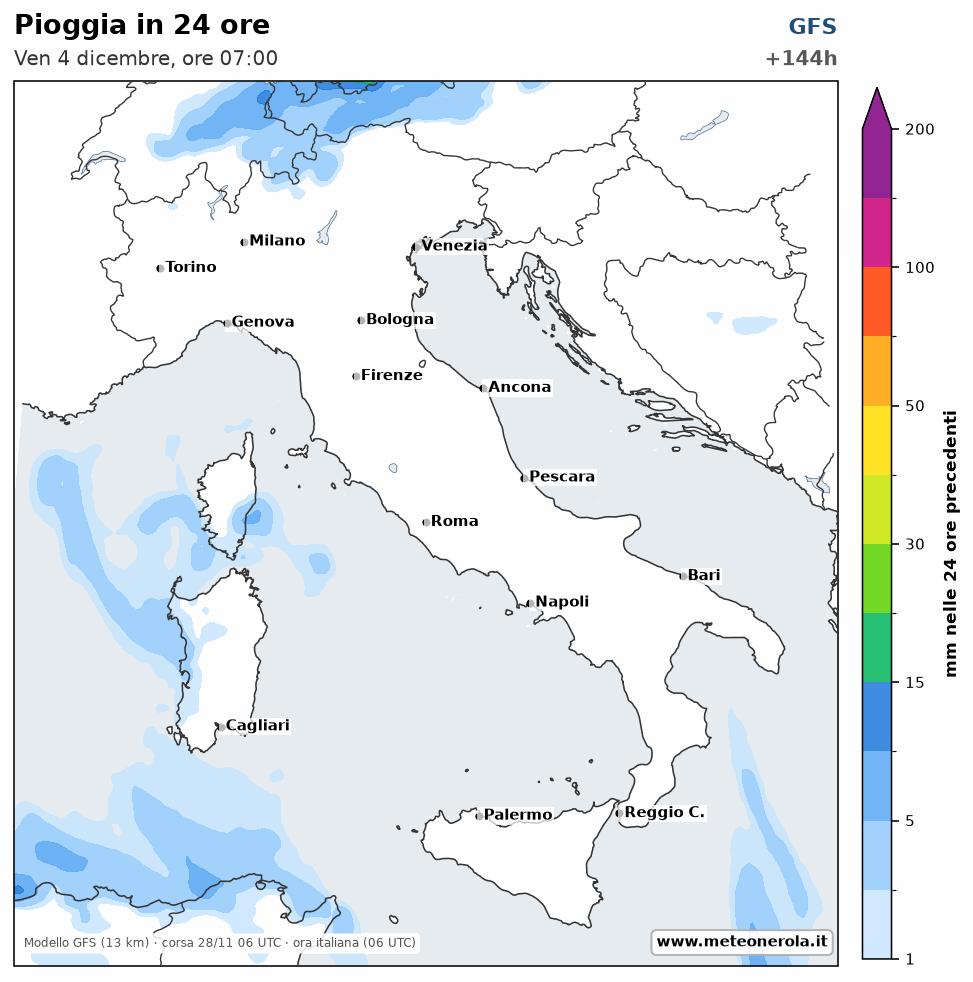 Pioggia in 24 ore
GFS
Ven 4 dicembre, ore 07:00
+144h
200
100
50
30
15
5
1
mm nelle 24 ore precedenti
Milano
Venezia
Torino
Genova
Bologna
Firenze
Ancona
Pescara
Roma
Bari
Napoli
Cagliari
Palermo
Reggio C.
Modello GFS (13 km) · corsa 28/11 06 UTC · ora italiana (06 UTC)
www.meteonerola.it